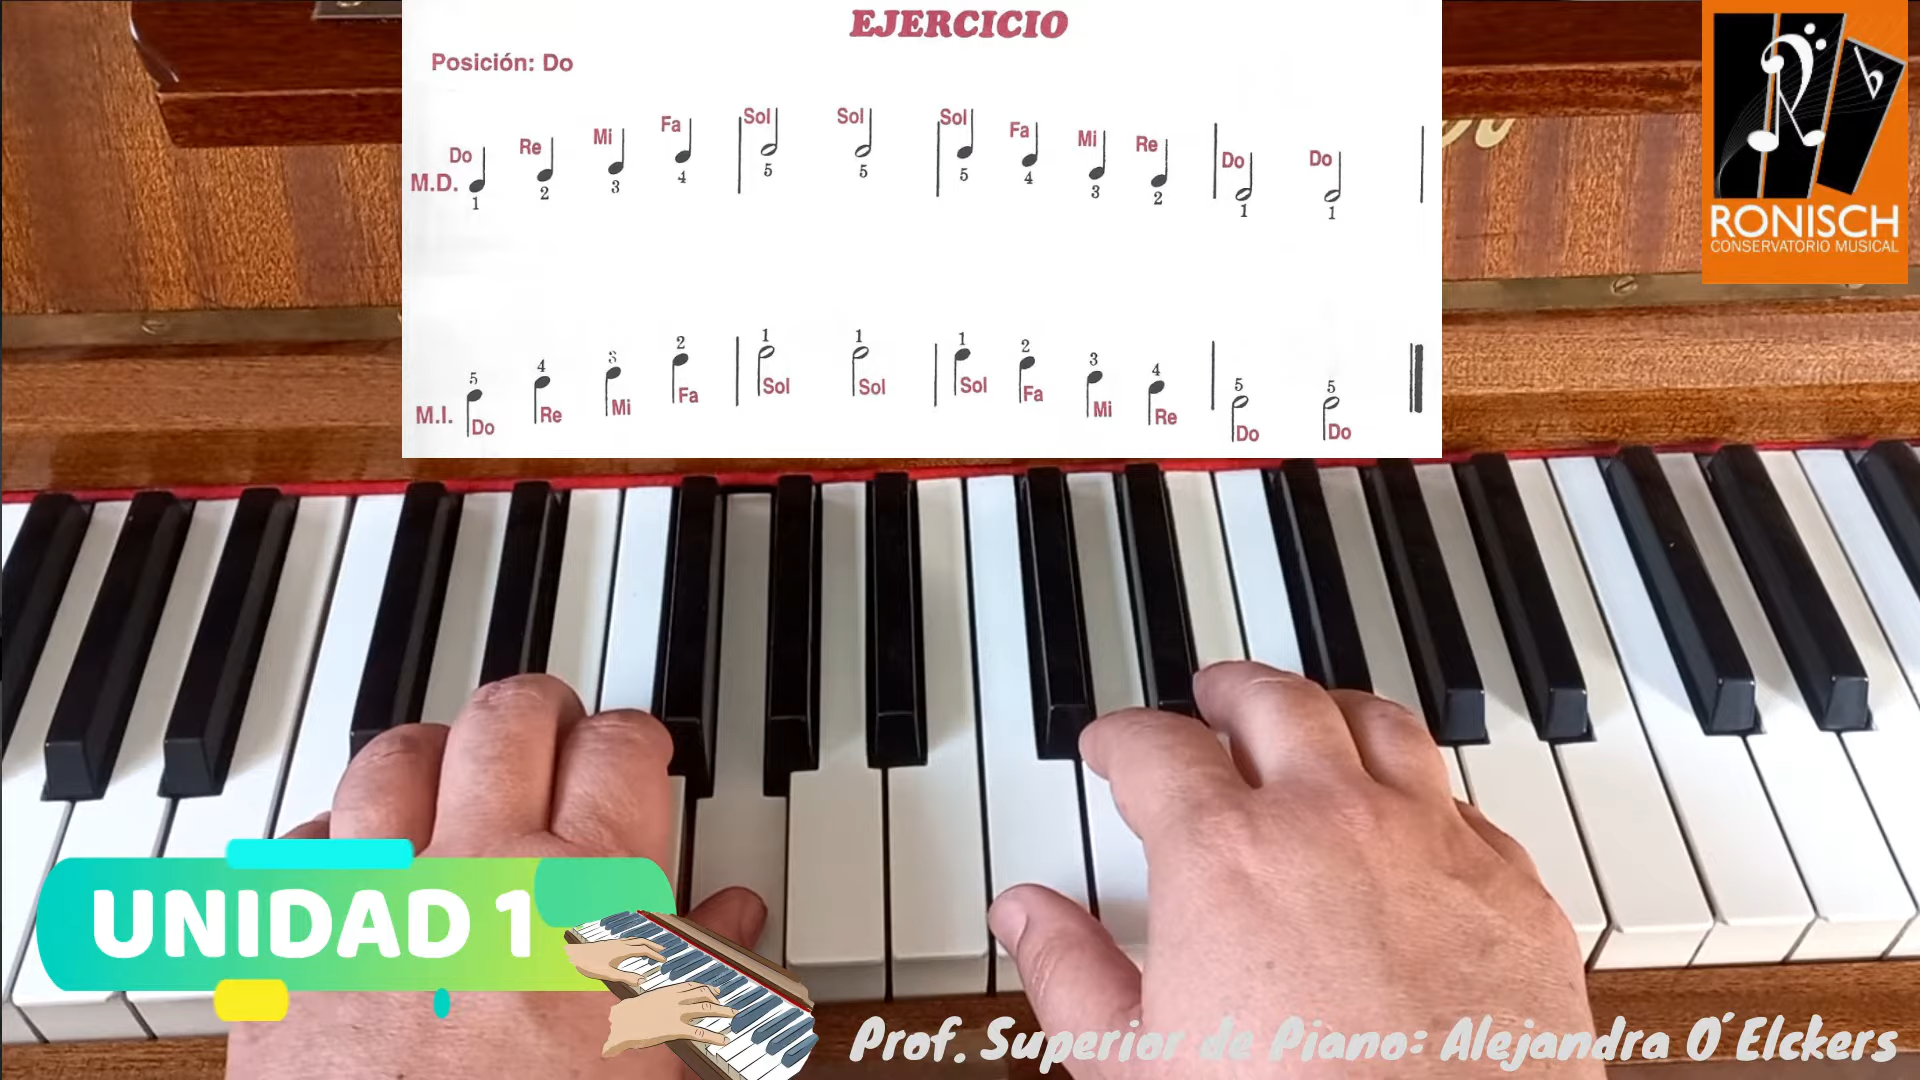 EJERCICIO
Posición: Do
Do Re Mi Fa Sol Sol Sol Fa Mi Re Do Do
M.D.
1 2 3 4 5 5 5 4 3 2 1 1
5 4 3 2 1 1 1 2 3 4 5 5
M.I. Do Re Mi Fa Sol Sol Sol Fa Mi Re Do Do
RONISCH
CONSERVATORIO MUSICAL
UNIDAD 1
Prof. Superior de Piano: Alejandra O´Elckers